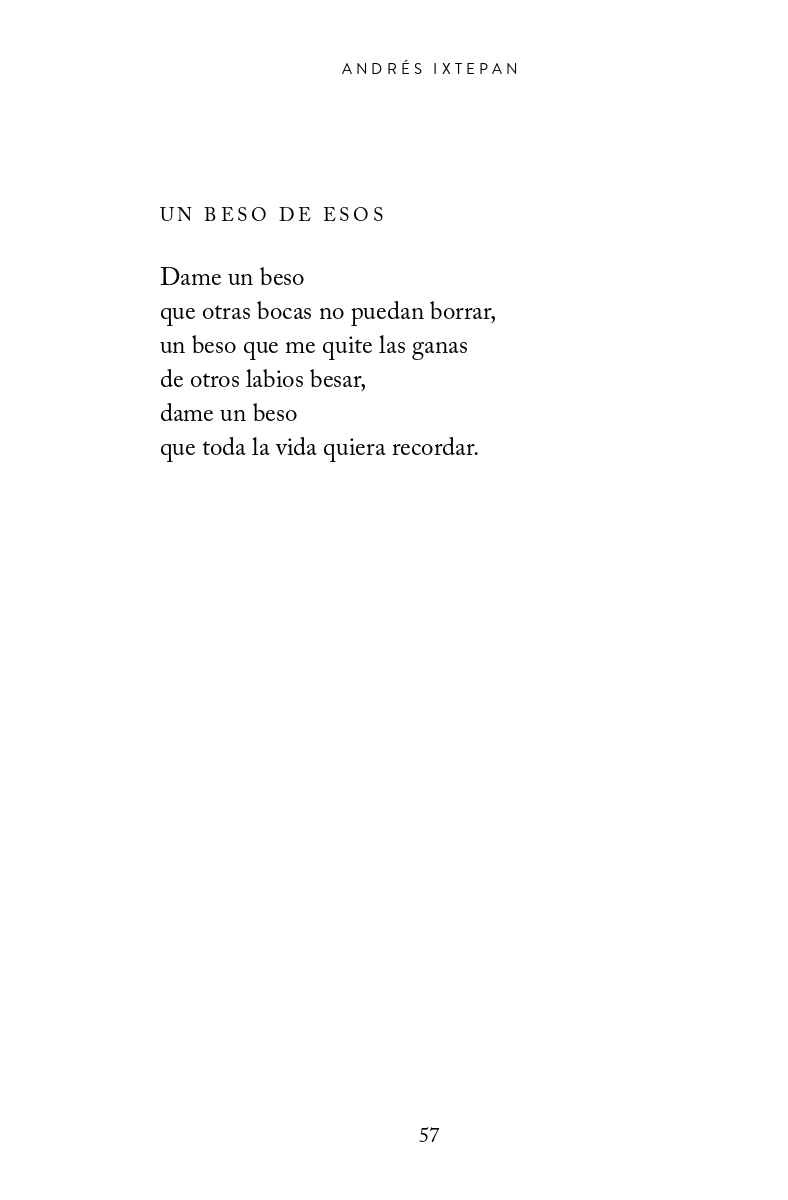 ANDRÉS IXTEPAN
UN BESO DE ESOS
Dame un beso
que otras bocas no puedan borrar,
un beso que me quite las ganas
de otros labios besar,
dame un beso
que toda la vida quiera recordar.
57